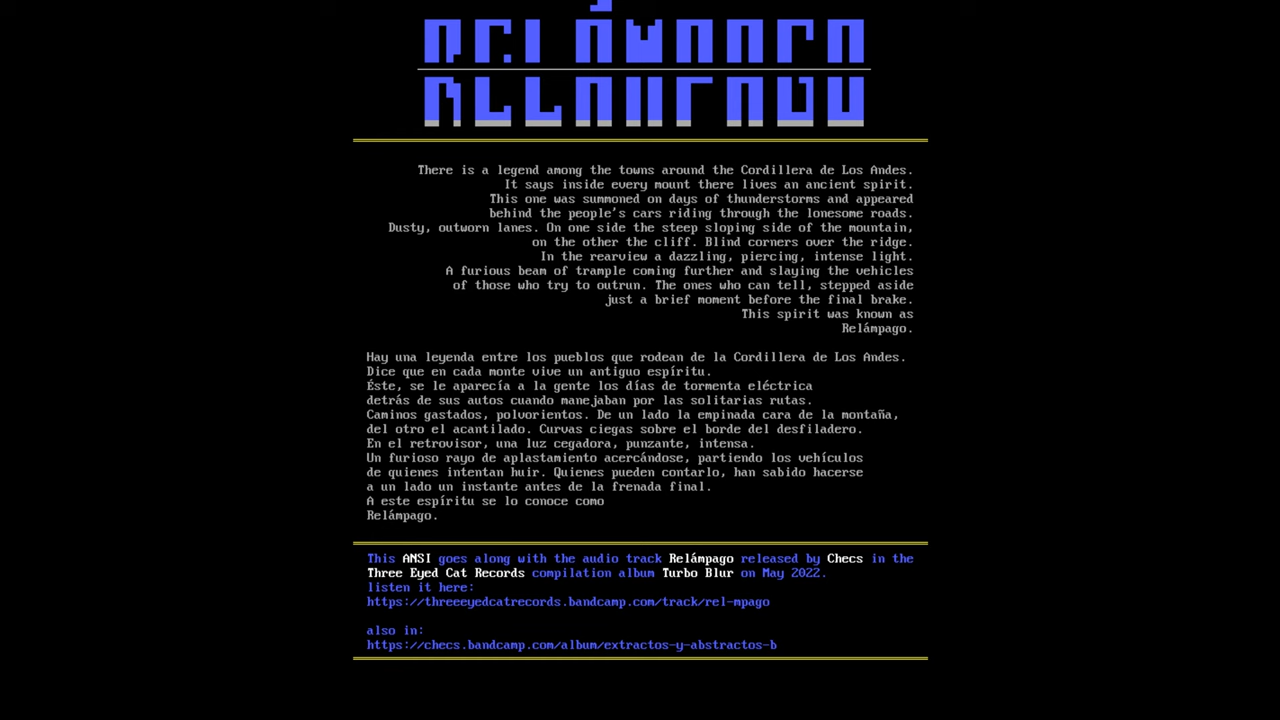 RELÁMPAGO
There is a legend among the towns around the Cordillera de Los Andes.
It says inside every mount there lives an ancient spirit.
This one was summoned on days of thunderstorms and appeared
behind the people's cars riding through the lonesome roads.
Dusty, outworn lanes. On one side the steep sloping side of the mountain,
on the other the cliff. Blind corners over the ridge.
In the rearview a dazzling, piercing, intense light.
A furious beam of trample coming further and slaying the vehicles
of those who try to outrun. The ones who can tell, stepped aside
just a brief moment before the final brake.
This spirit was known as
Relámpago.
Hay una leyenda entre los pueblos que rodean de la Cordillera de Los Andes.
Dice que en cada monte vive un antiguo espíritu.
Éste, se le aparecía a la gente los días de tormenta eléctrica
detrás de sus autos cuando manejaban por las solitarias rutas.
Caminos gastados, polvorientos. De un lado la empinada cara de la montaña,
del otro el acantilado. Curvas ciegas sobre el borde del desfiladero.
En el retrovisor, una luz cegadora, punzante, intensa.
Un furioso rayo de aplastamiento acercándose, partiendo los vehículos
de quienes intentan huir. Quienes pueden contarlo, han sabido hacerse
a un lado un instante antes de la frenada final.
A este espíritu se lo conoce como
Relámpago.
This ANSI goes along with the audio track Relámpago released by Checs in the
Three Eyed Cat Records compilation album Turbo Blur on May 2022.
listen it here:
https://threeeyedcatrecords.bandcamp.com/track/rel-mpago
also in:
https://checs.bandcamp.com/album/extractos-y-abstractos-b